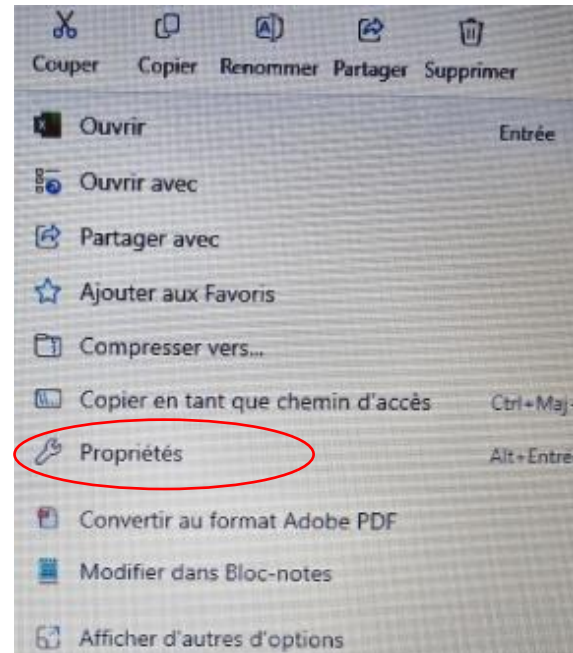 Couper Copier Renommer Partager Supprimer
Ouvrir Entrée
Ouvrir avec
Partager avec
Ajouter aux Favoris
Compresser vers...
Copier en tant que chemin d'accès Ctrl+Maj+
Propriétés Alt+Entre
Convertir au format Adobe PDF
Modifier dans Bloc-notes
Afficher d'autres d'options